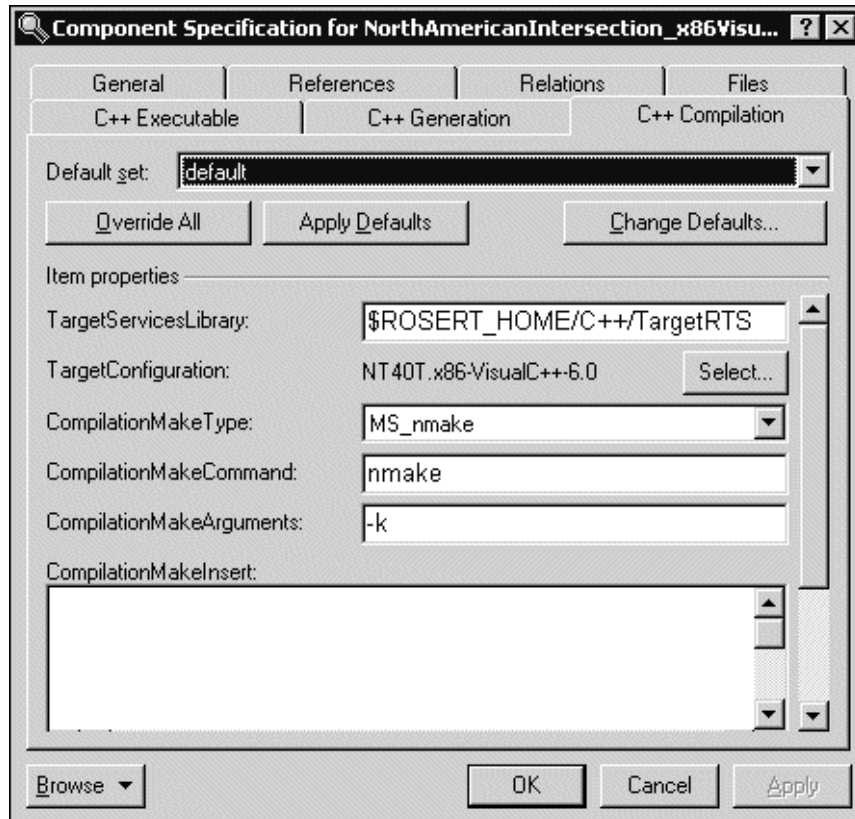 Component Specification for NorthAmericanIntersection_x86Visu... ? X
General References Relations Files
C++ Executable C++ Generation C++ Compilation
Default set: default
Override All Apply Defaults Change Defaults...
Item properties
TargetServicesLibrary: $ROSERT_HOME/C++/TargetRTS
TargetConfiguration: NT40T.x86-VisualC++-6.0 Select...
CompilationMakeType: MS_nmake
CompilationMakeCommand: nmake
CompilationMakeArguments: -k
CompilationMakeInsert:
Browse OK Cancel Apply